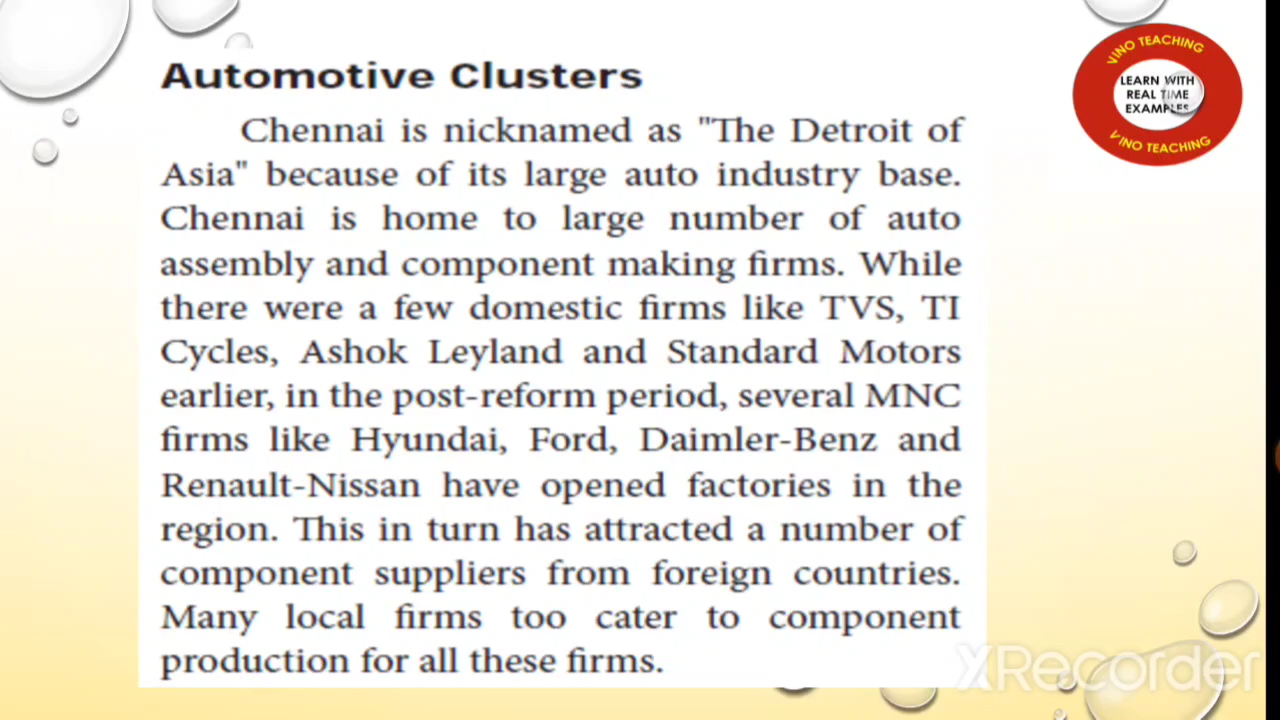 Automotive Clusters
Chennai is nicknamed as "The Detroit of
Asia" because of its large auto industry base.
Chennai is home to large number of auto
assembly and component making firms. While
there were a few domestic firms like TVS, TI
Cycles, Ashok Leyland and Standard Motors
earlier, in the post-reform period, several MNC
firms like Hyundai, Ford, Daimler-Benz and
Renault-Nissan have opened factories in the
region. This in turn has attracted a number of
component suppliers from foreign countries.
Many local firms too cater to component
production for all these firms.
VINO TEACHING
LEARN WITH
REAL TIME
EXAMPLES
VINO TEACHING
XRecorder